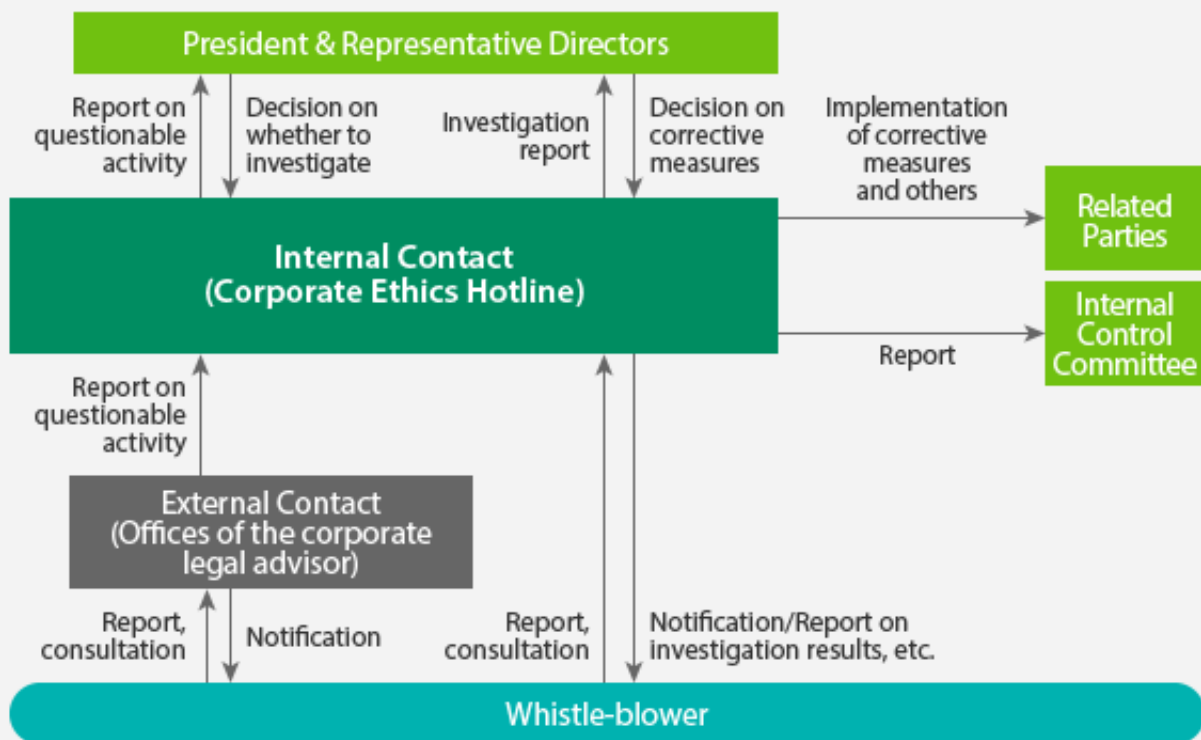 President & Representative Directors
Report on
questionable
activity
Decision on
whether to
investigate
Investigation
report
Decision on
corrective
measures
Implementation
of corrective
measures
and others
Related
Parties
Internal Contact
(Corporate Ethics Hotline)
Internal
Control
Committee
Report
Report on
questionable
activity
External Contact
(Offices of the corporate
legal advisor)
Report,
consultation
Notification
Report,
consultation
Notification/Report on
investigation results, etc.
Whistle-blower